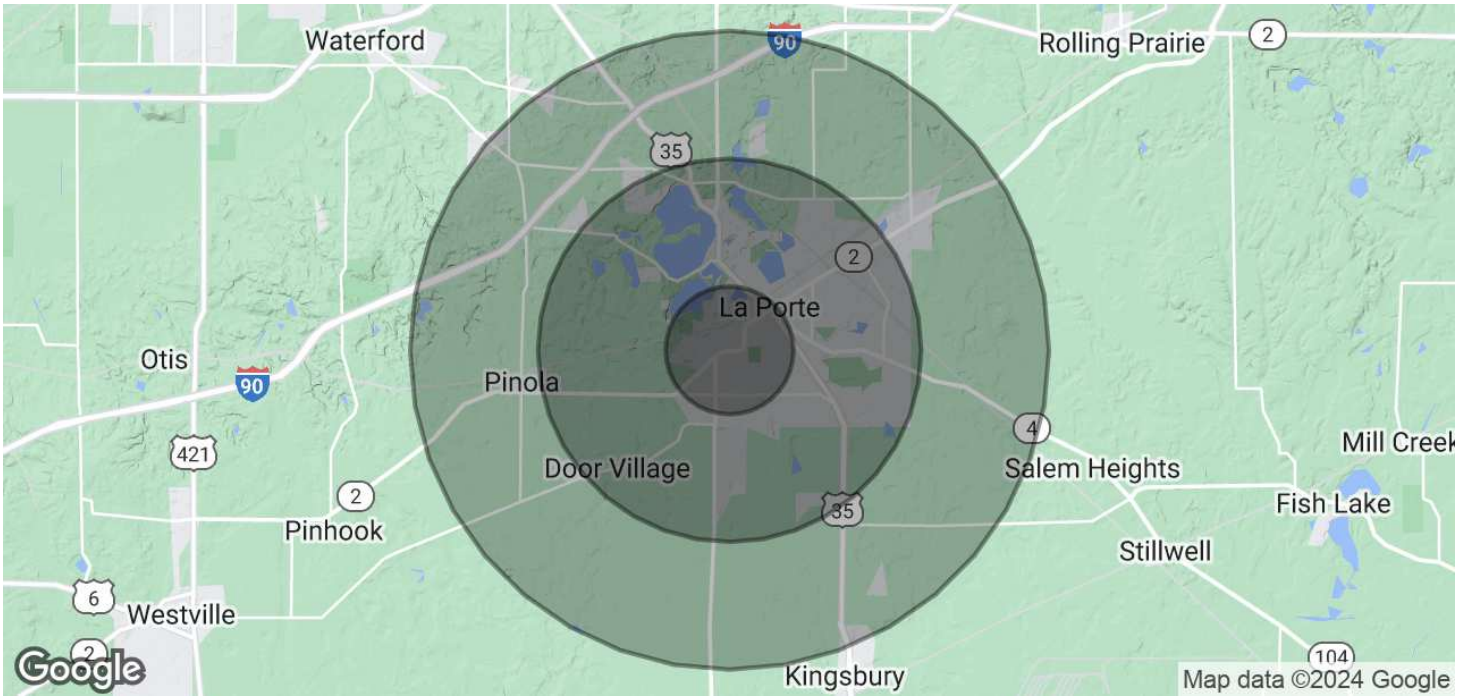 Waterford
90
Rolling Prairie
2
35
2
La Porte
Otis
90
Pinola
421
4
Mill Creek
Door Village
Salem Heights
2
Fish Lake
Pinhook
35
Stillwell
6
Westville
2
104
Google
Kingsbury
Map data ©2024 Google